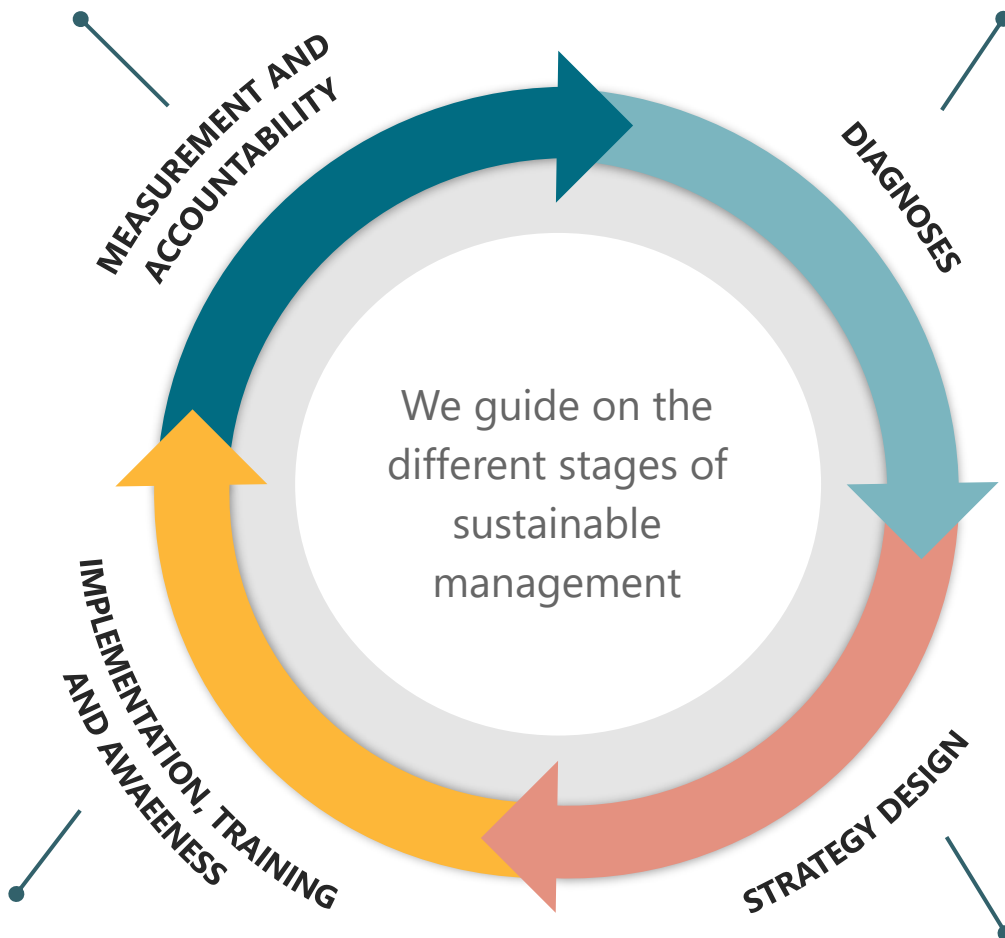 MEASUREMENT AND
ACCOUNTABILITY
DIAGNOSES
We guide on the
different stages of
sustainable
management
IMPLEMENTATION, TRAINING
AND AWAEENESS
STRATEGY DESIGN